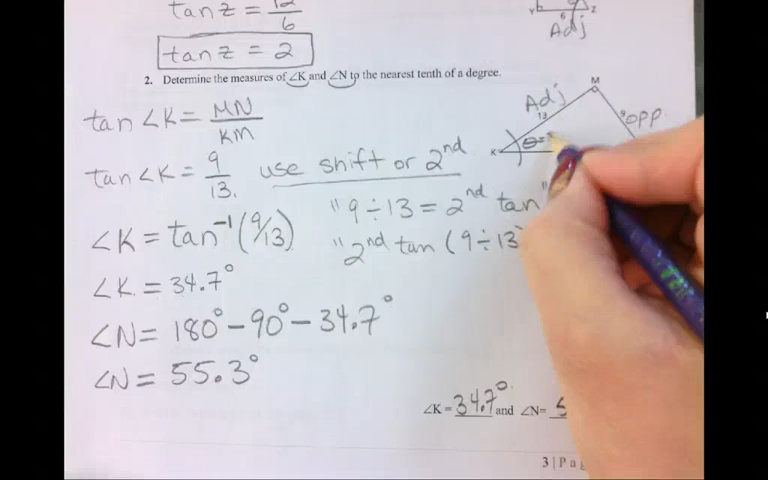 tan Z = 12/6
tan Z = 2
Y 6 Z
Adj
2. Determine the measures of ∠K and ∠N to the nearest tenth of a degree.
tan ∠K = MN/KM
M
Adj
13
9 opp
K θ=
tan ∠K = 9/13.
use shift or 2nd
"9 ÷ 13 = 2nd tan"
∠K = tan⁻¹(9/13)
"2nd tan (9 ÷ 13
∠K = 34.7°
∠N = 180° - 90° - 34.7°
∠N = 55.3°
∠K = 34.7° and ∠N= 5
3 | P a